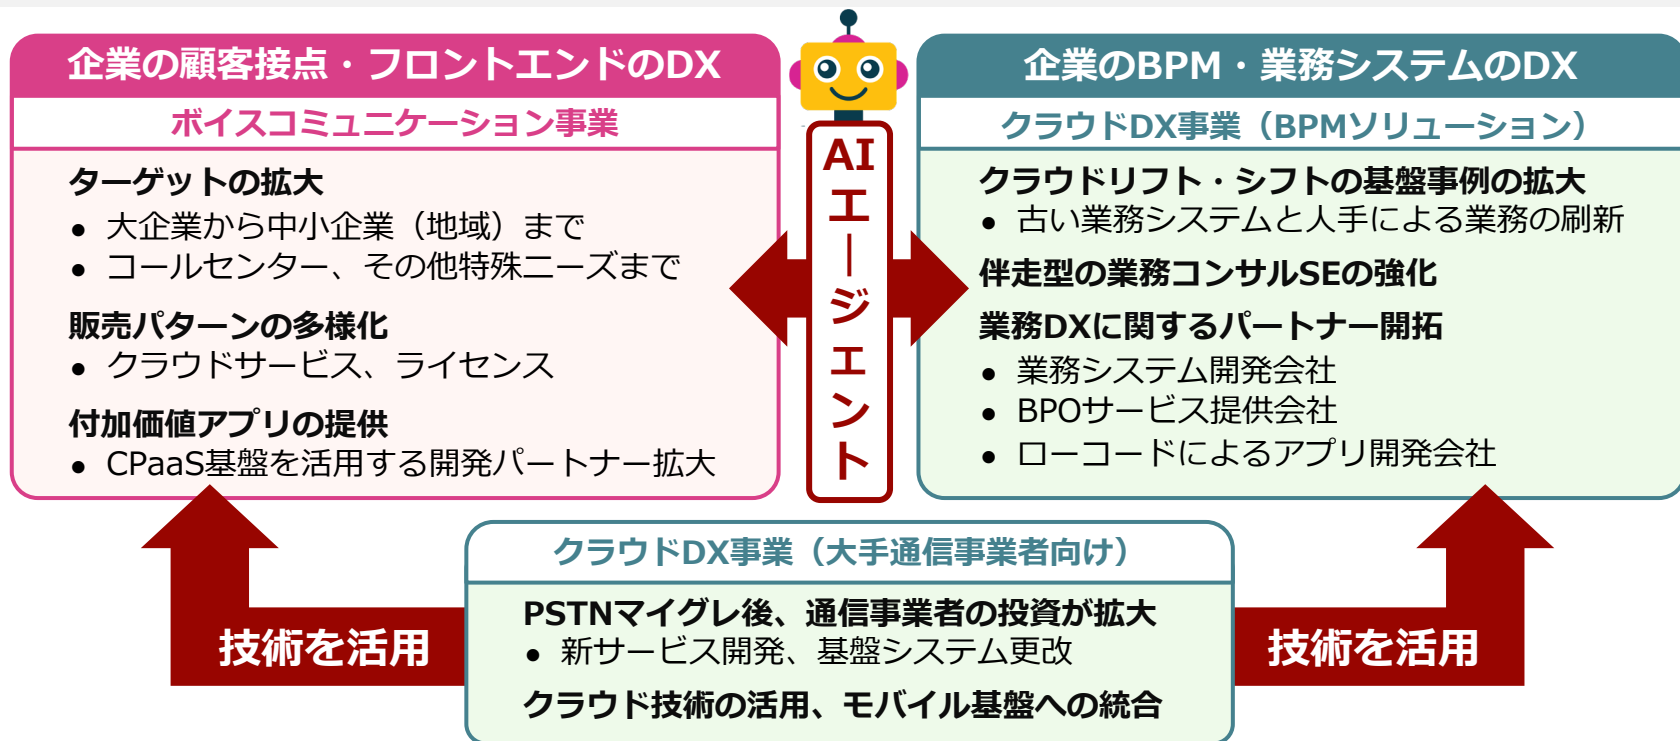 企業の顧客接点・フロントエンドのDX
ボイスコミュニケーション事業
ターゲットの拡大
● 大企業から中小企業（地域）まで
● コールセンター、その他特殊ニーズまで
販売パターンの多様化
● クラウドサービス、ライセンス
付加価値アプリの提供
● CPaaS基盤を活用する開発パートナー拡大
AIエージェント
企業のBPM・業務システムのDX
クラウドDX事業（BPMソリューション）
クラウドリフト・シフトの基盤事例の拡大
● 古い業務システムと人手による業務の刷新
伴走型の業務コンサルSEの強化
業務DXに関するパートナー開拓
● 業務システム開発会社
● BPOサービス提供会社
● ローコードによるアプリ開発会社
技術を活用
クラウドDX事業（大手通信事業者向け）
PSTNマイグレ後、通信事業者の投資が拡大
● 新サービス開発、基盤システム更改
クラウド技術の活用、モバイル基盤への統合
技術を活用